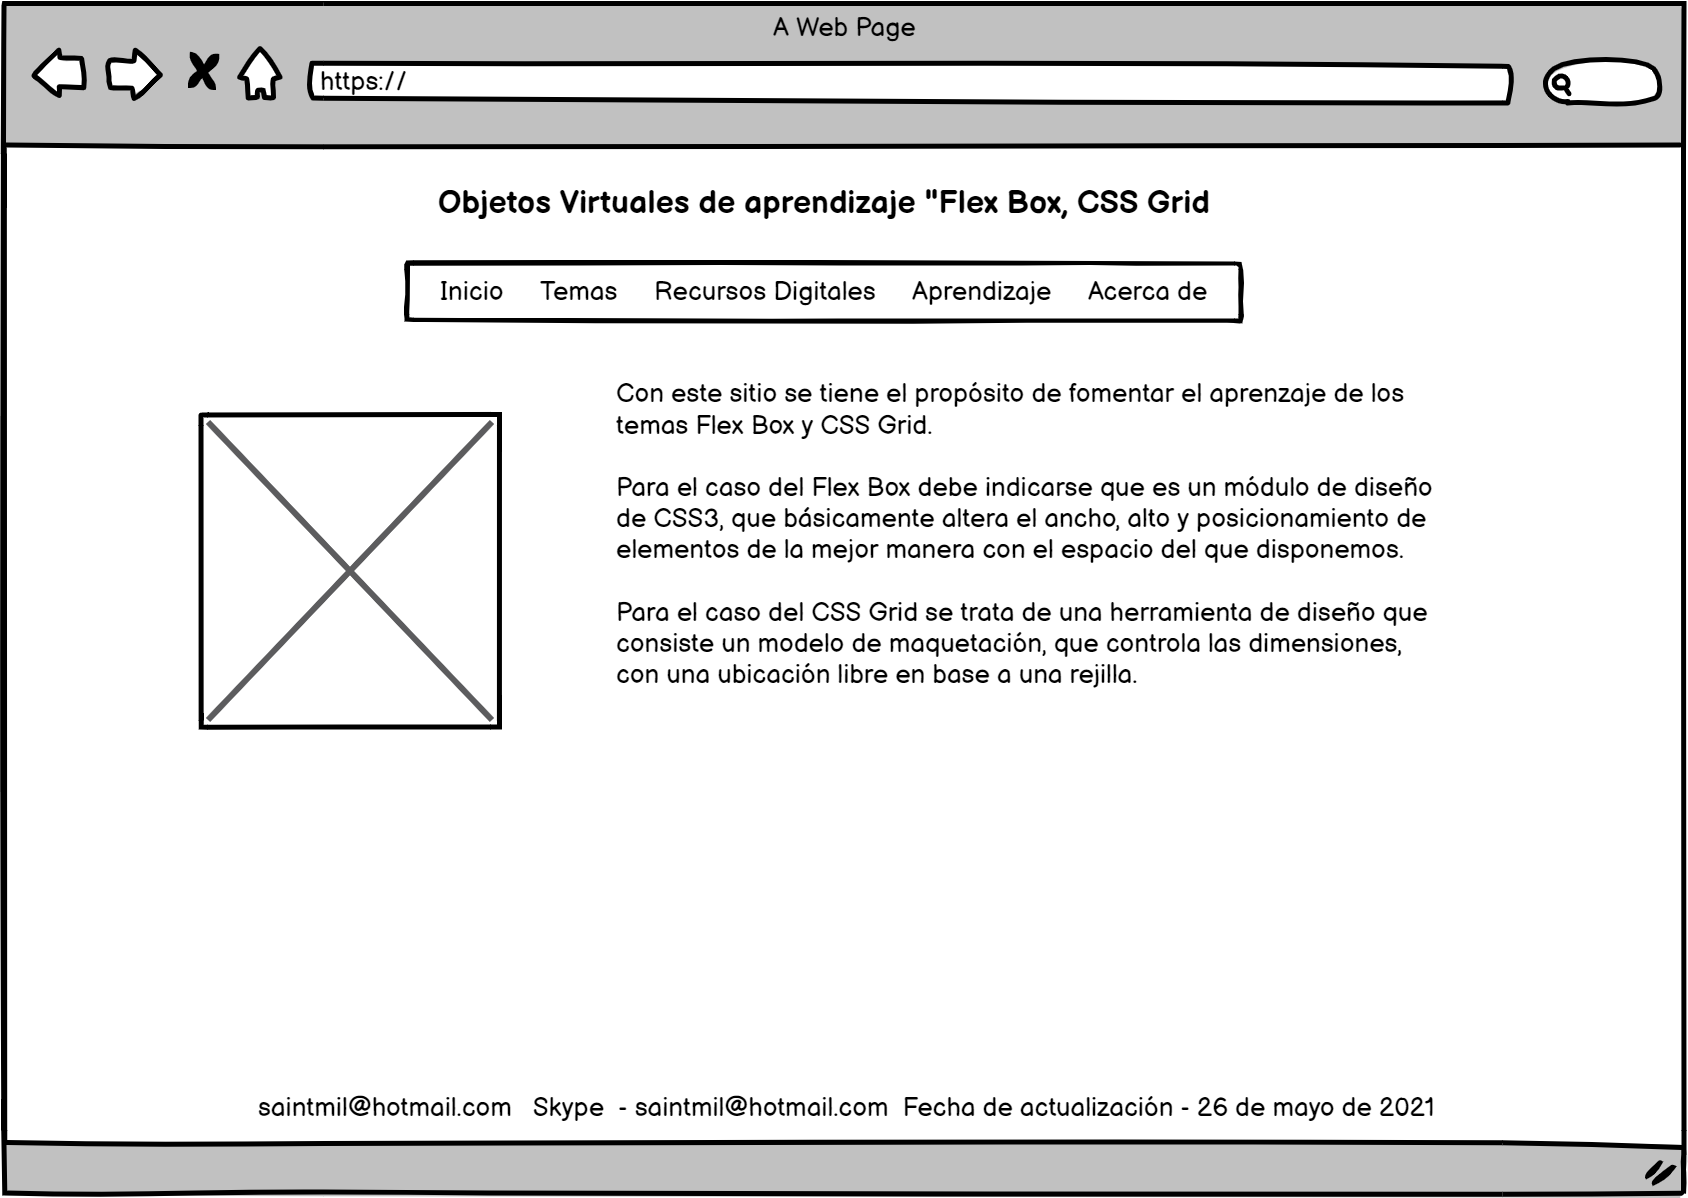 A Web Page
https://
Objetos Virtuales de aprendizaje "Flex Box, CSS Grid
Inicio Temas Recursos Digitales Aprendizaje Acerca de
Con este sitio se tiene el propósito de fomentar el aprenzaje de los
temas Flex Box y CSS Grid.
Para el caso del Flex Box debe indicarse que es un módulo de diseño
de CSS3, que básicamente altera el ancho, alto y posicionamiento de
elementos de la mejor manera con el espacio del que disponemos.
Para el caso del CSS Grid se trata de una herramienta de diseño que
consiste un modelo de maquetación, que controla las dimensiones,
con una ubicación libre en base a una rejilla.
saintmil@hotmail.com Skype - saintmil@hotmail.com Fecha de actualización - 26 de mayo de 2021